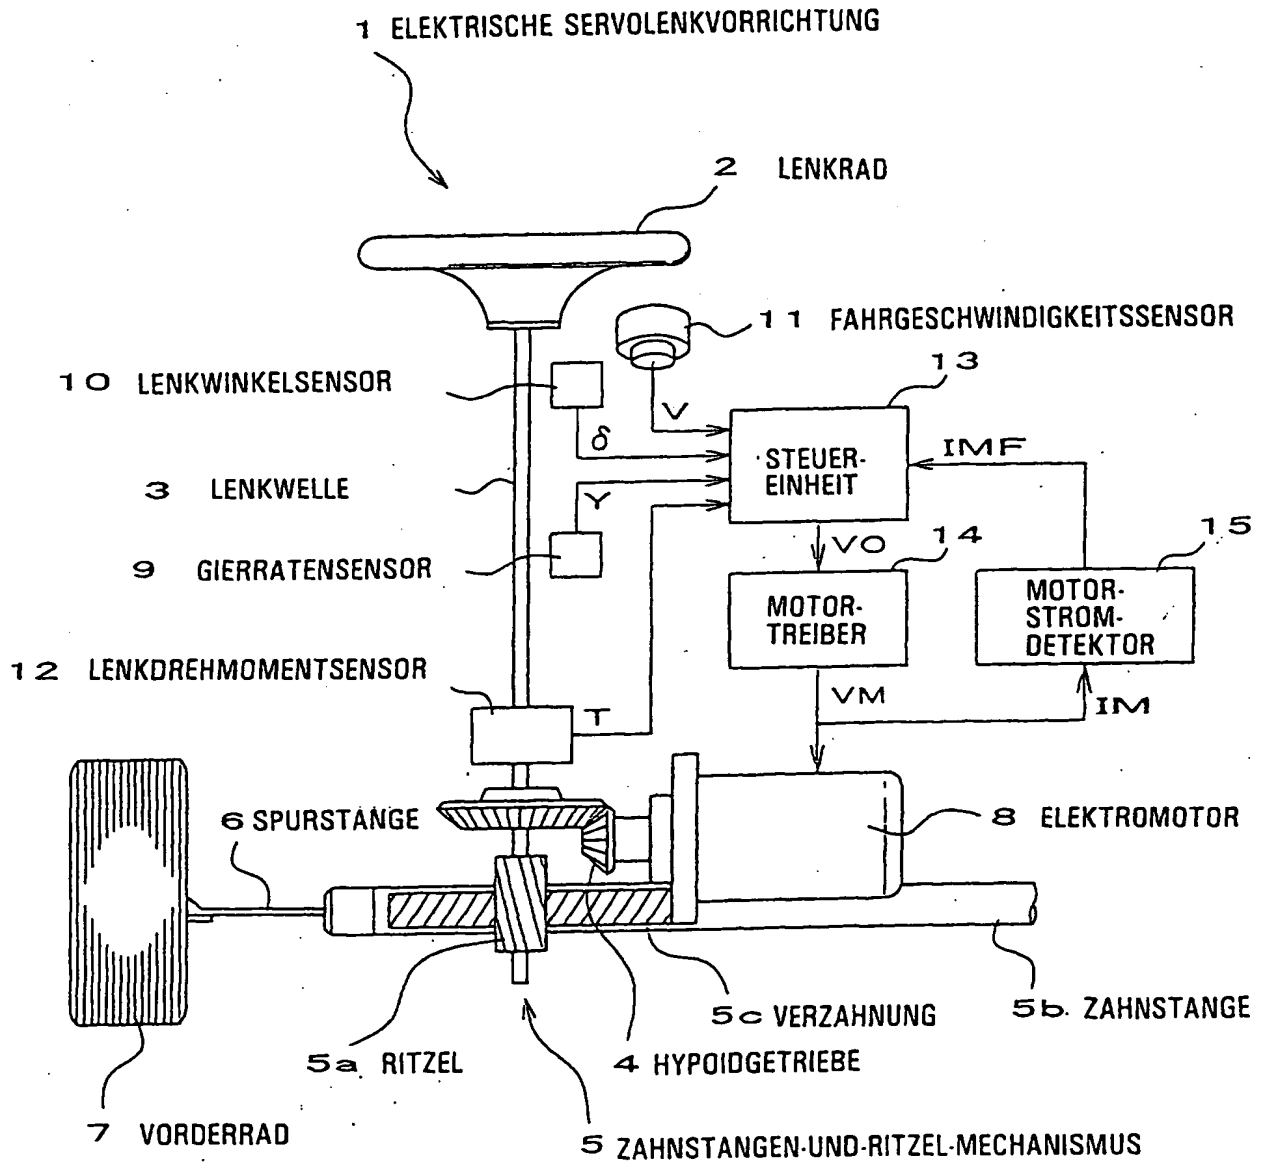 1 ELEKTRISCHE SERVOLENKVORRICHTUNG
2 LENKRAD
11 FAHRGESCHWINDIGKEITSSENSOR
10 LENKWINKELSENSOR
13
V
δ
IMF
STEUER-
EINHEIT
3 LENKWELLE
Y
9 GIERRATENSENSOR
VO
14
15
MOTOR-
TREIBER
MOTOR-
STROM-
DETEKTOR
12 LENKDREHMOMENTSENSOR
T
VM
IM
6 SPURSTANGE
8 ELEKTROMOTOR
5c VERZAHNUNG
5b. ZAHNSTANGE
5a RITZEL
4 HYPOIDGETRIEBE
7 VORDERRAD
5 ZAHNSTANGEN-UND-RITZEL-MECHANISMUS